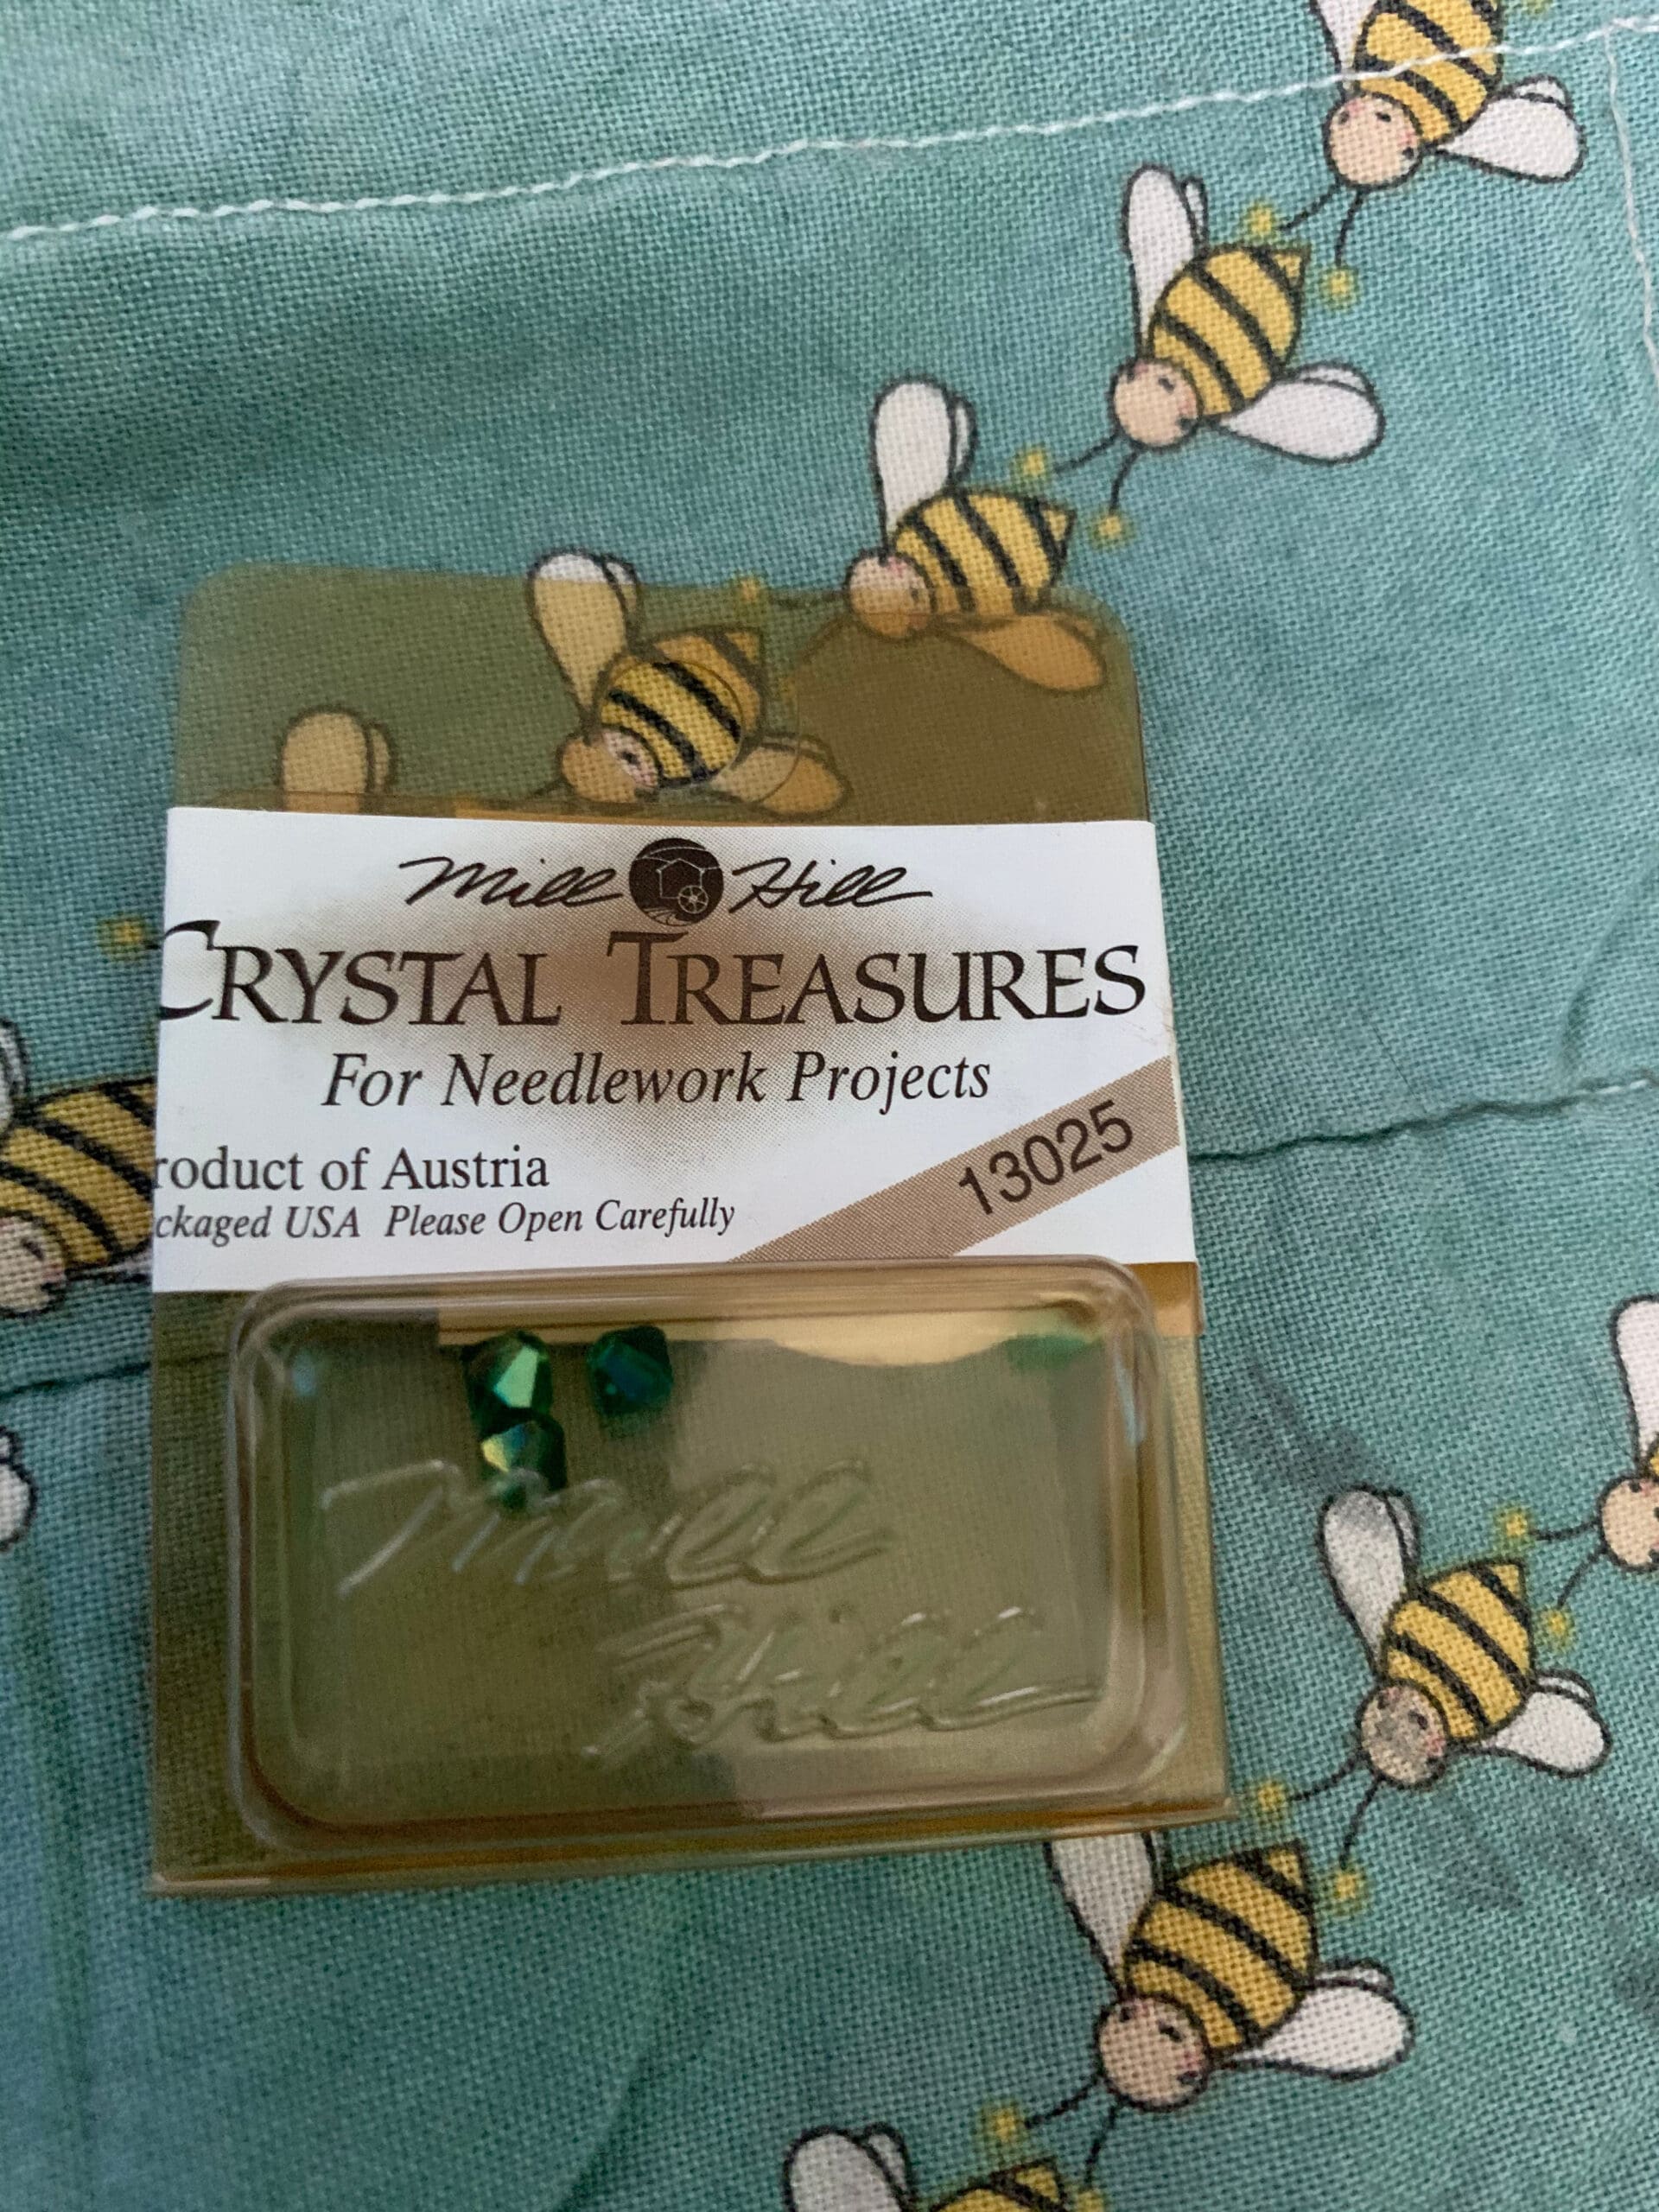 Mill Hill
CRYSTAL TREASURES
For Needlework Projects
roduct of Austria
ckaged USA Please Open Carefully
13025
Mill
Hill